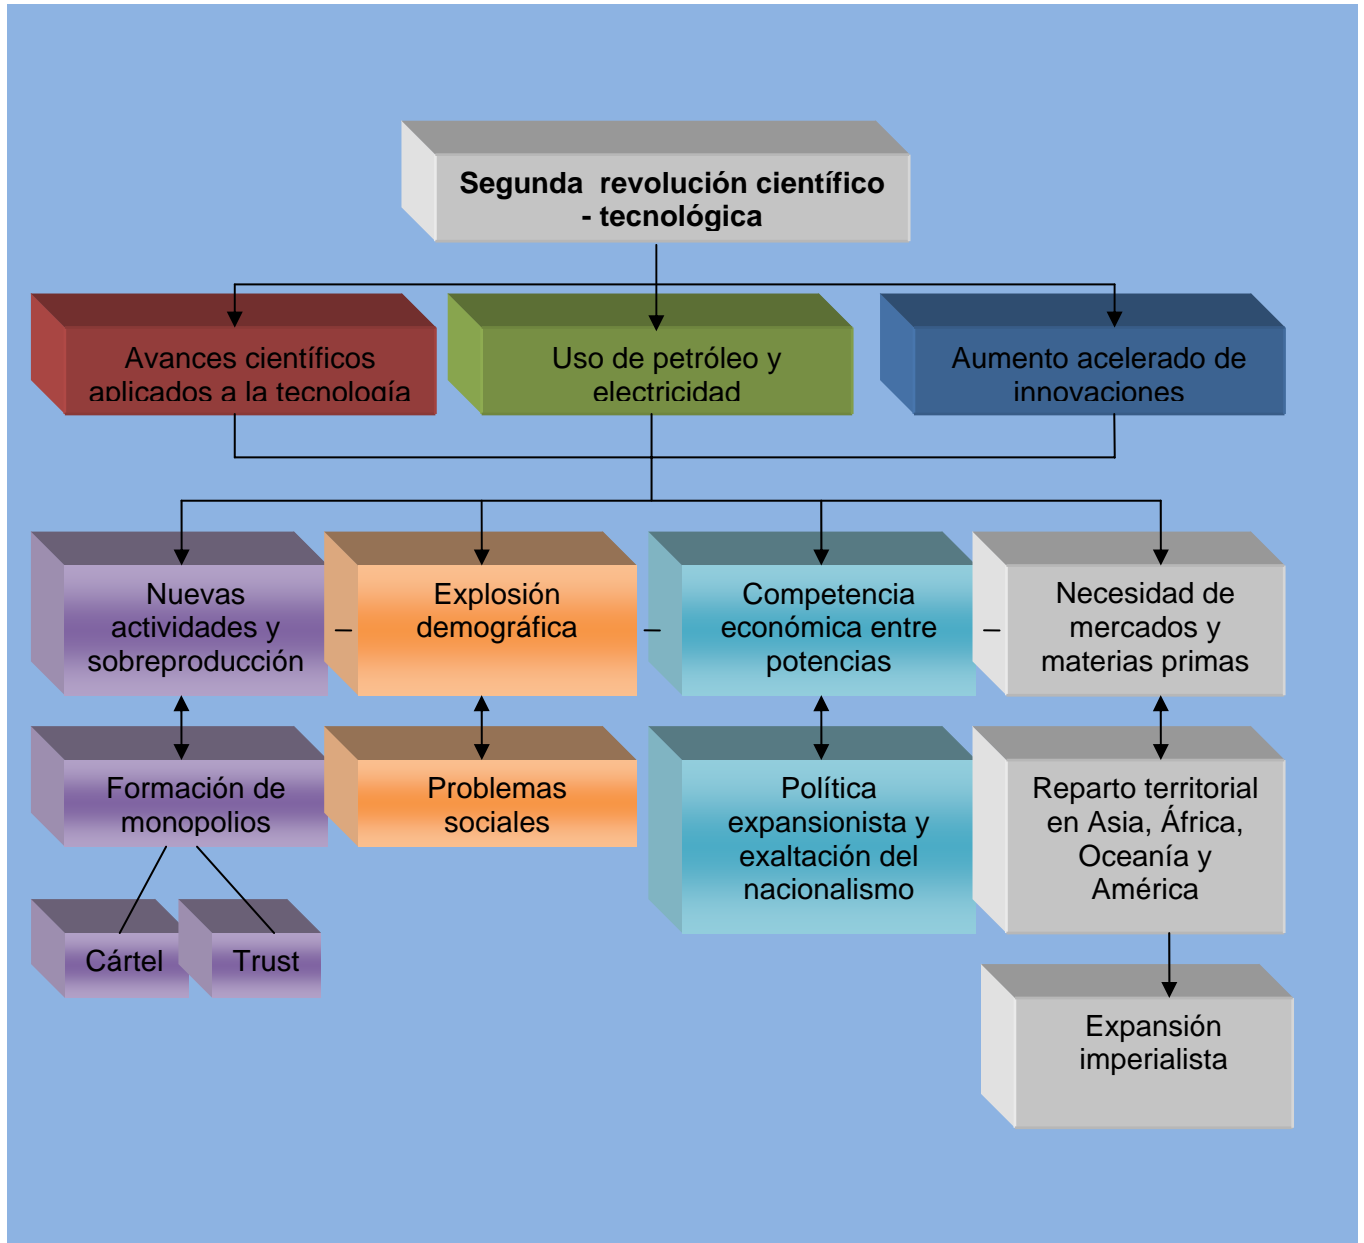 Segunda revolución científico
- tecnológica
Avances científicos
aplicados a la tecnología
Uso de petróleo y
electricidad
Aumento acelerado de
innovaciones
Nuevas
actividades y
sobreproducción
Explosión
demográfica
Competencia
económica entre
potencias
Necesidad de
mercados y
materias primas
Formación de
monopolios
Problemas
sociales
Política
expansionista y
exaltación del
nacionalismo
Reparto territorial
en Asia, África,
Oceanía y
América
Cártel
Trust
Expansión
imperialista